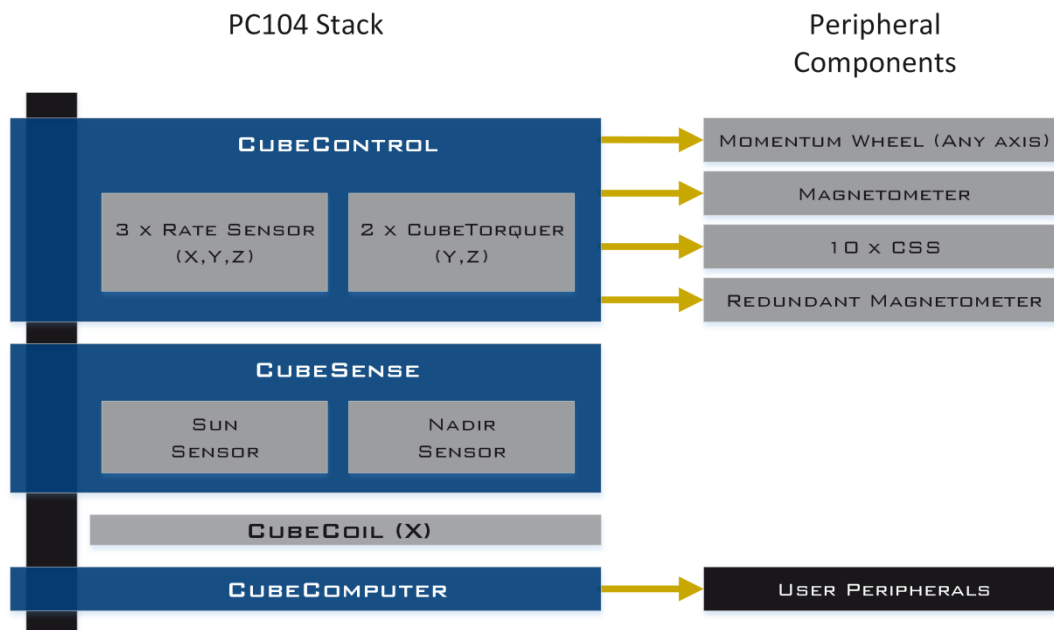 PC104 Stack
Peripheral
Components
CubeControl
3 x Rate Sensor
(X,Y,Z)
2 x CubeTorquer
(Y,Z)
Momentum Wheel (Any axis)
Magnetometer
10 x CSS
Redundant Magnetometer
CubeSense
Sun
Sensor
Nadir
Sensor
CubeCoil (X)
CubeComputer
User Peripherals